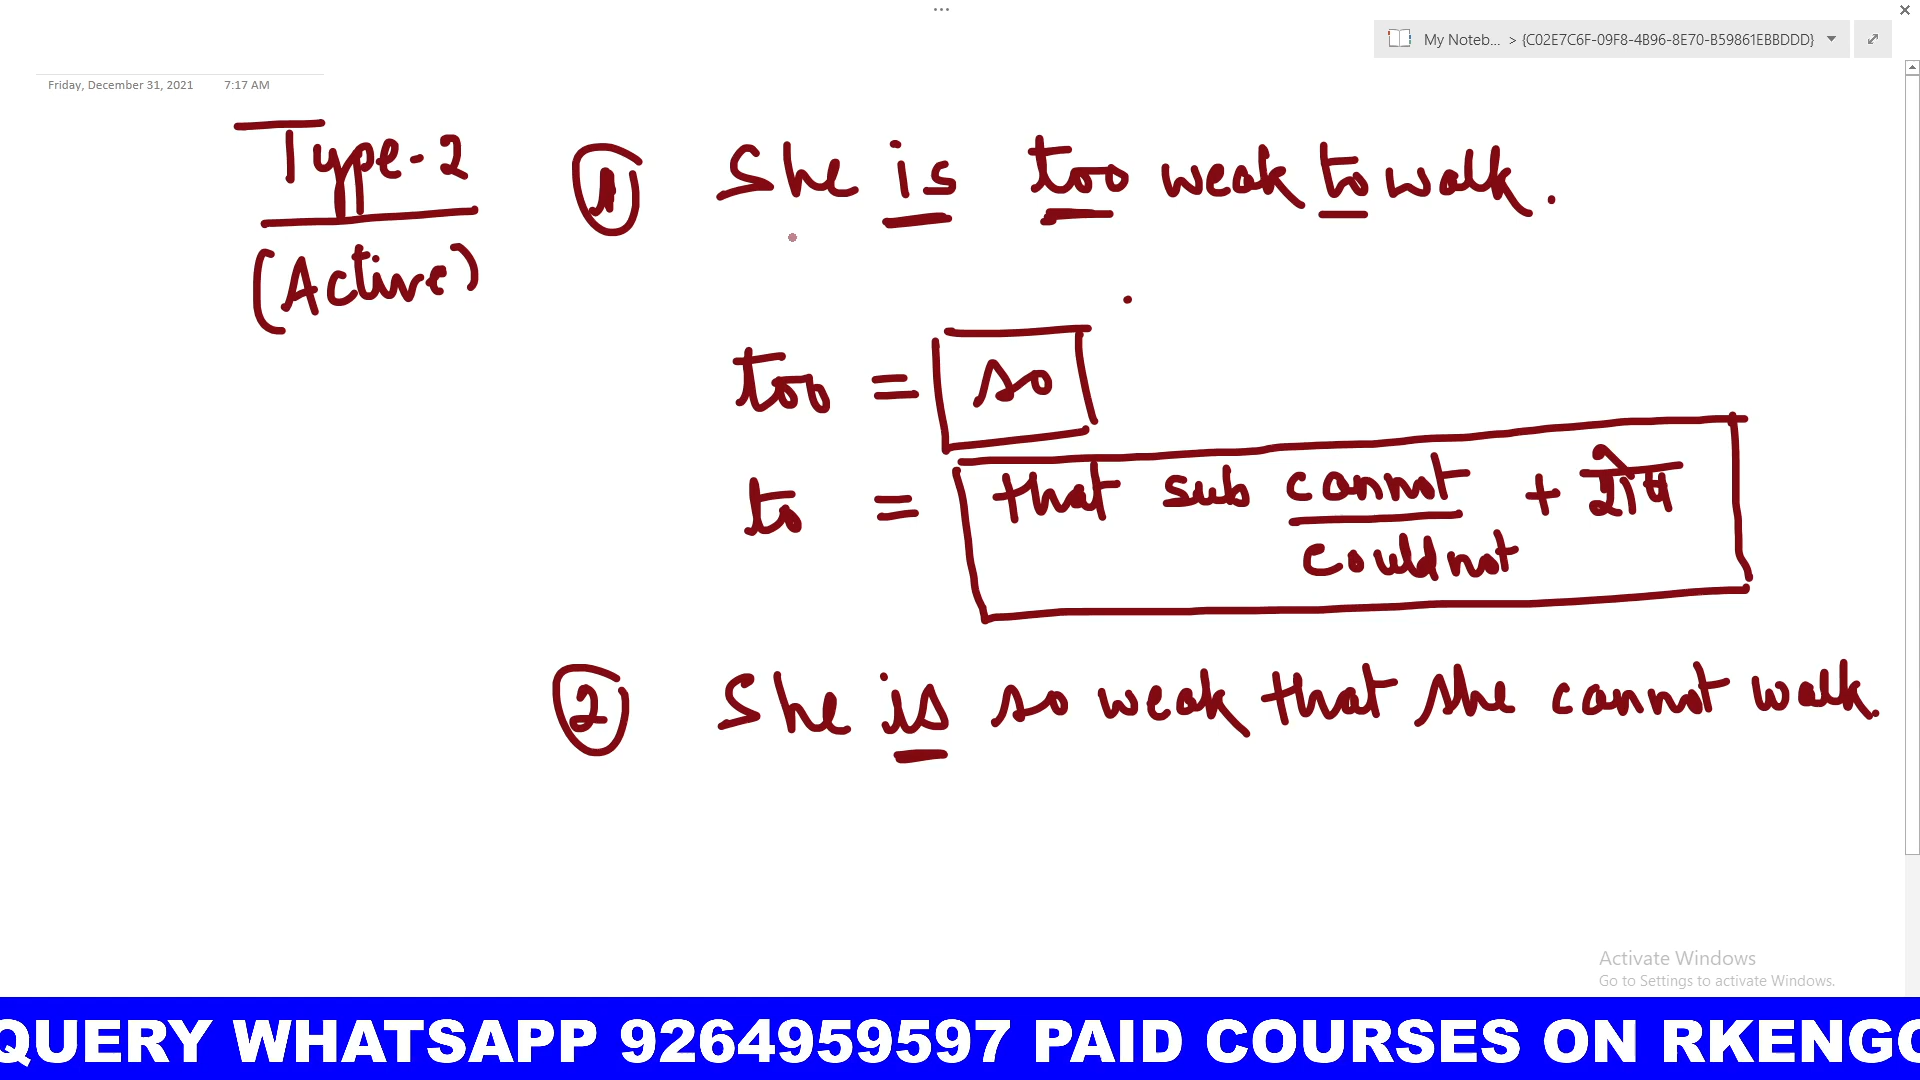 My Noteb... > {C02E7C6F-09F8-4B96-8E70-B59861EBBDDD}
Friday, December 31, 2021 7:17 AM
Type-2 ① She is too weak to walk.
(Active)
too = so
to = that sub cannot + शेष
could not
② She is so weak that she cannot walk.
Activate Windows
Go to Settings to activate Windows.
QUERY WHATSAPP 9264959597 PAID COURSES ON RKENGC